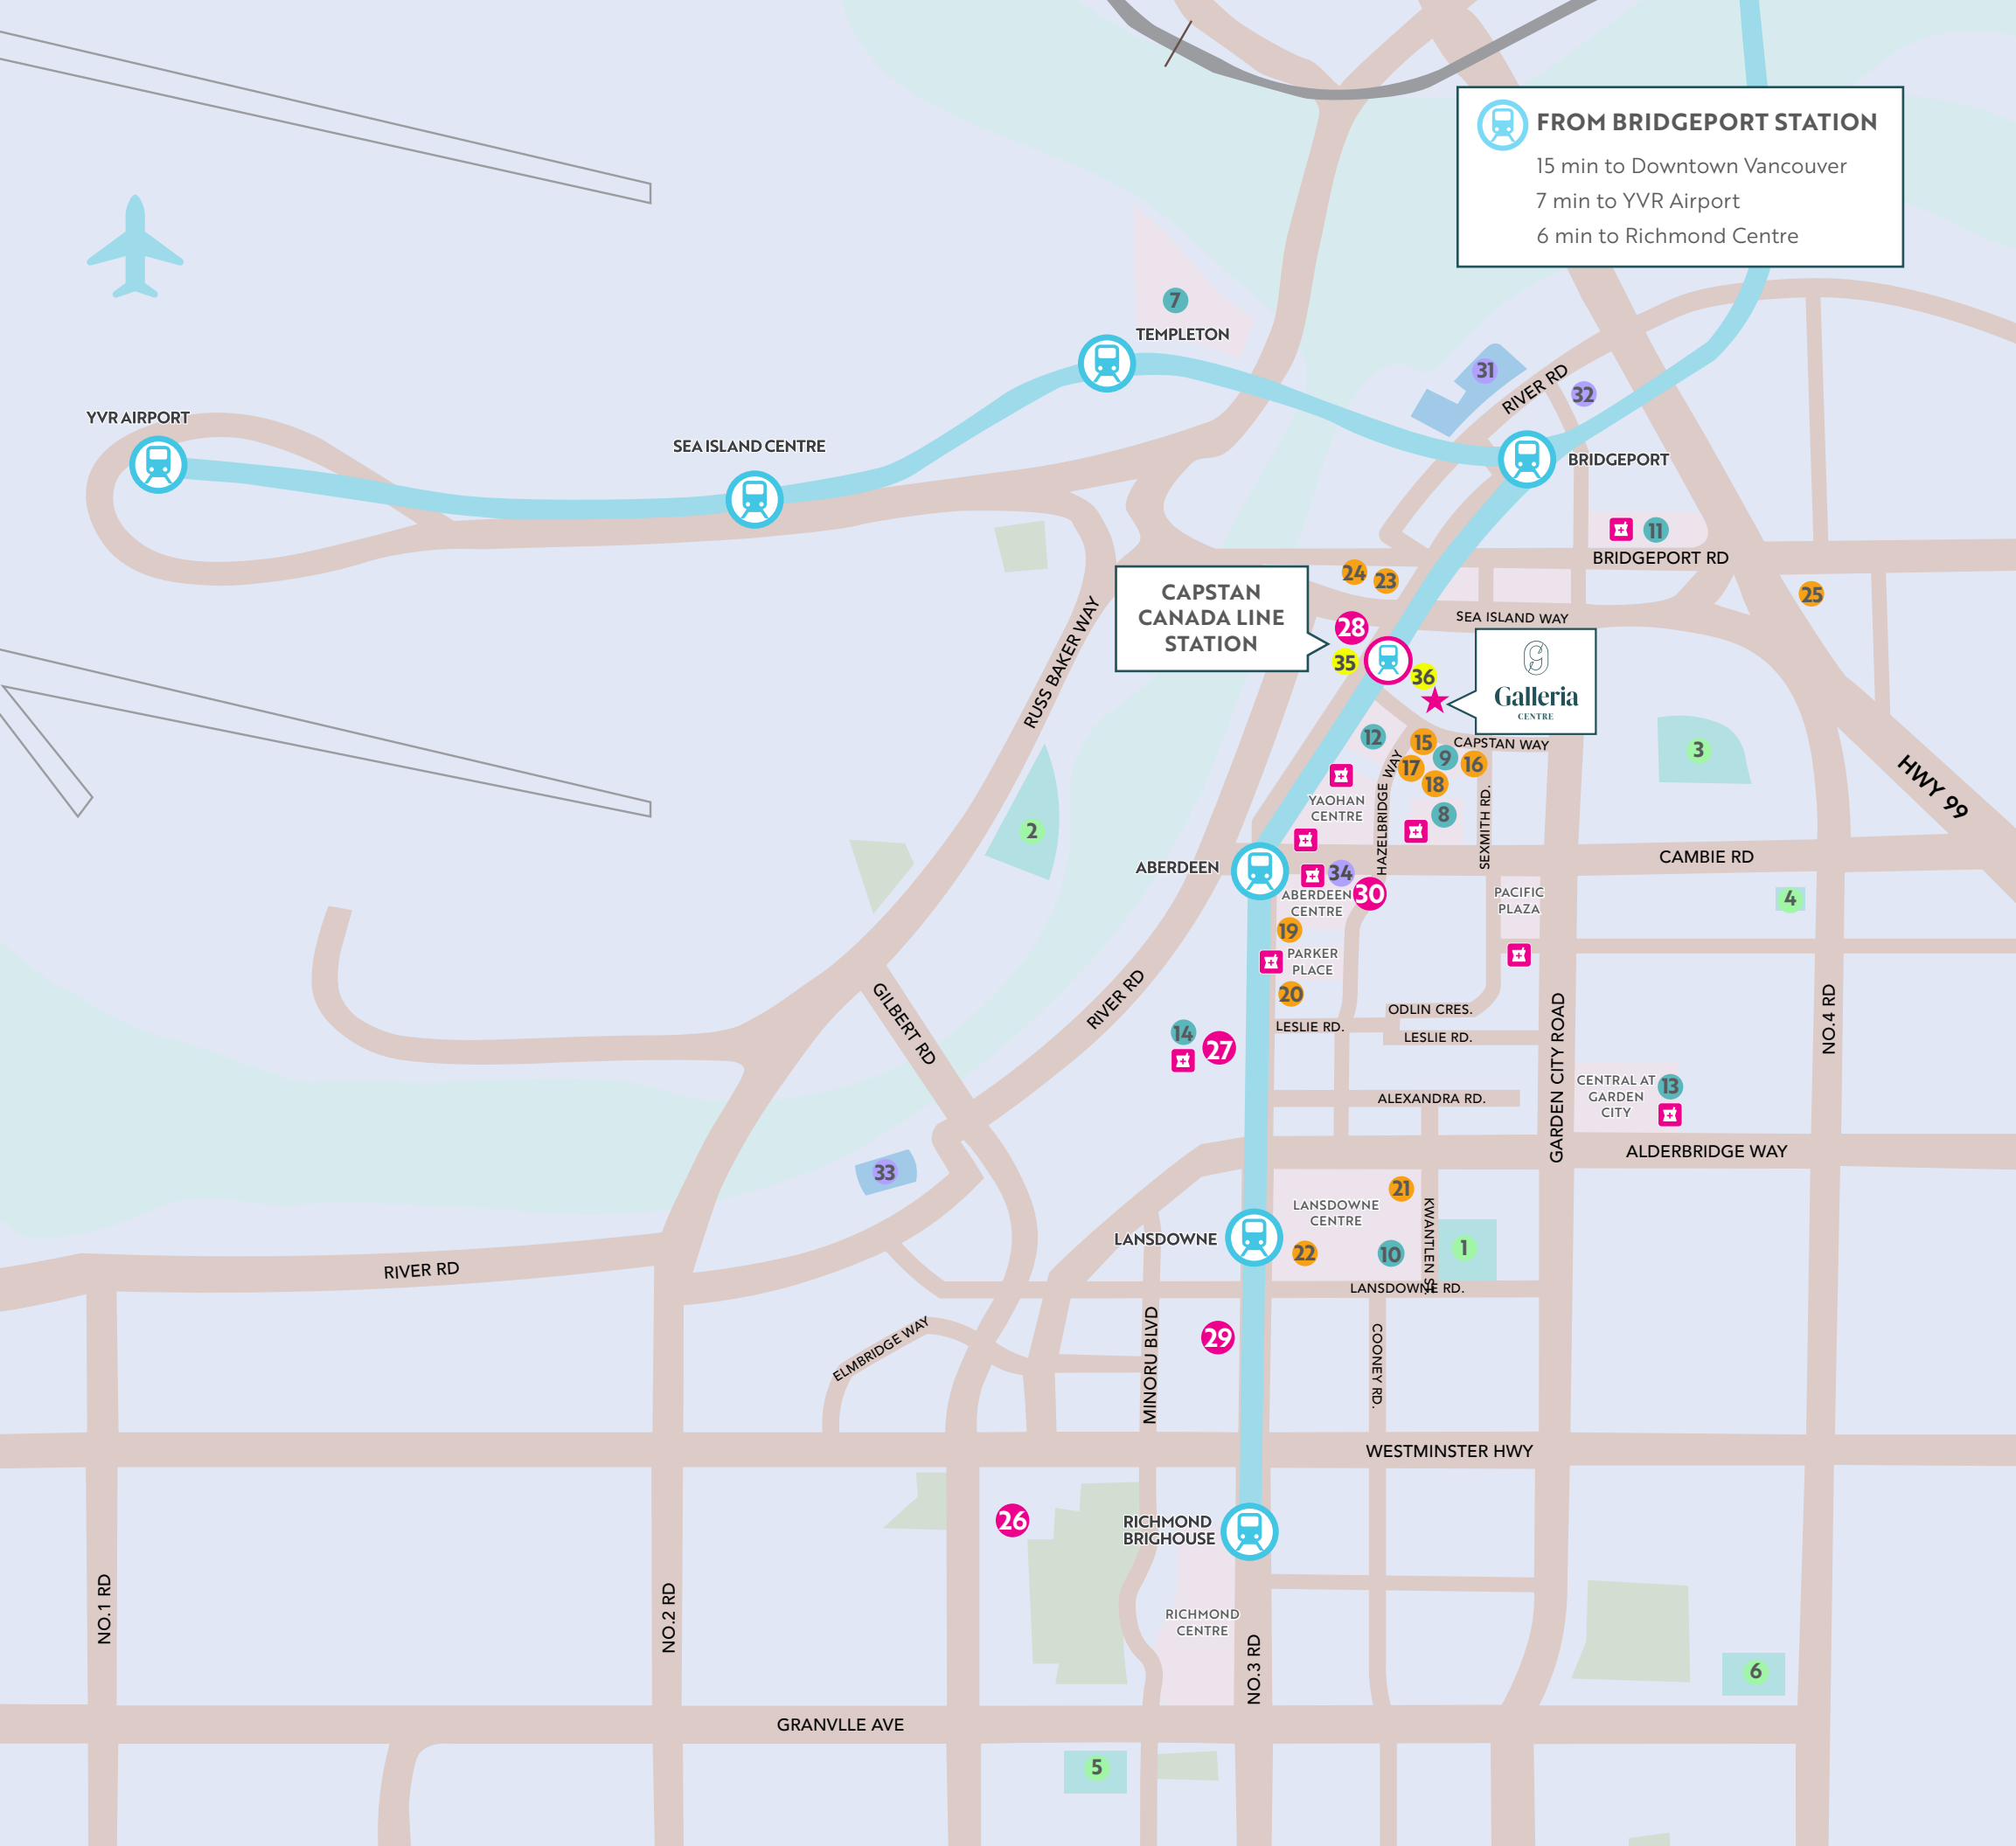 FROM BRIDGEPORT STATION
15 min to Downtown Vancouver
7 min to YVR Airport
6 min to Richmond Centre
7
TEMPLETON
31
RIVER RD
32
YVR AIRPORT
SEA ISLAND CENTRE
BRIDGEPORT
11
BRIDGEPORT RD
24
23
25
CAPSTAN
CANADA LINE
STATION
28
SEA ISLAND WAY
35
36
Galleria
CENTRE
RUSS BAKER WAY
12
15
CAPSTAN WAY
9
16
17
18
3
HWY 99
YAOHAN
CENTRE
HAZELBRIDGE WAY
8
SEXMITH RD.
2
ABERDEEN
CAMBIE RD
34
30
ABERDEEN
CENTRE
PACIFIC
PLAZA
4
19
PARKER
PLACE
20
GILBERT RD
RIVER RD
ODLIN CRES.
LESLIE RD.
LESLIE RD.
NO.4 RD
14
27
GARDEN CITY ROAD
CENTRAL AT
GARDEN
CITY
13
ALEXANDRA RD.
ALDERBRIDGE WAY
33
21
LANSDOWNE
CENTRE
KWANTLEN ST.
LANSDOWNE
22
10
1
RIVER RD
LANSDOWNE RD.
ELMBRIDGE WAY
MINORU BLVD
29
COONEY RD.
WESTMINSTER HWY
26
RICHMOND
BRIGHOUSE
NO.1 RD
NO.2 RD
RICHMOND
CENTRE
NO.3 RD
6
GRANVLLE AVE
5